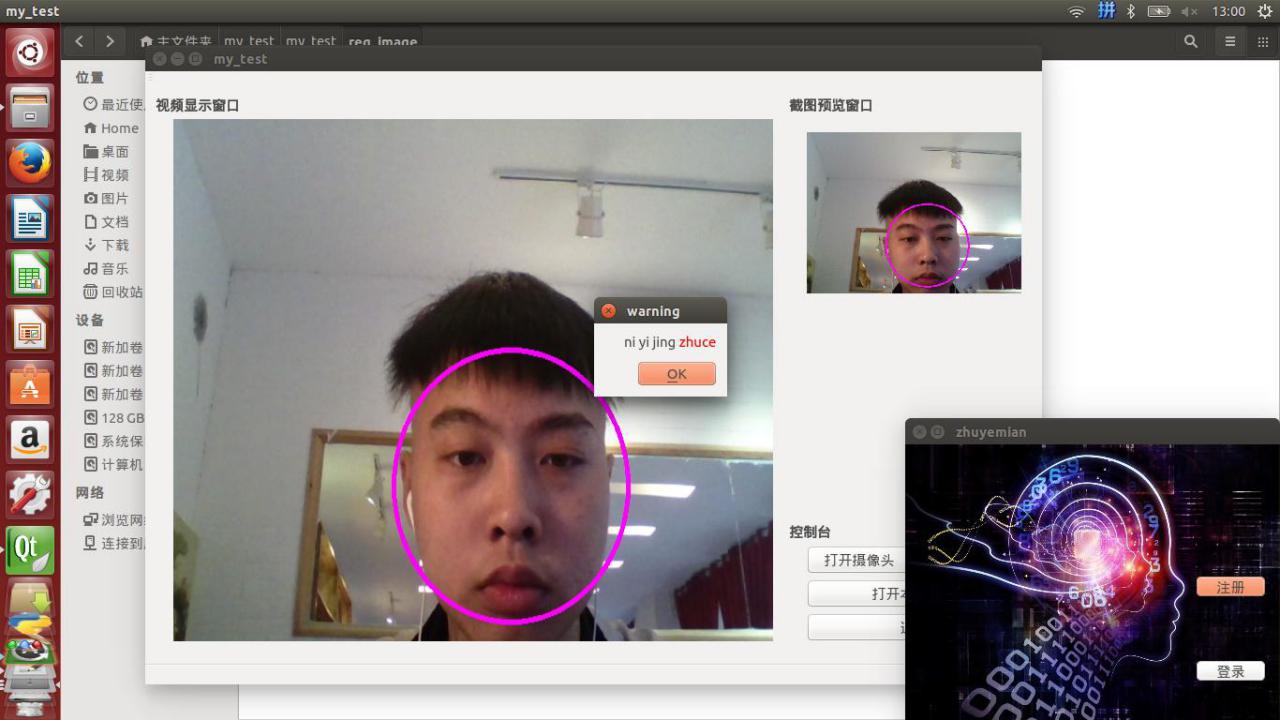 my_test
拼
13:00
主文件夹 my_test my_test reg_image
位置
最近使
Home
桌面
视频
图片
文档
下载
音乐
回收站
设备
新加卷
新加卷
新加卷
128 GB
系统保
计算机
网络
浏览网
连接到
my_test
视频显示窗口
截图预览窗口
warning
ni yi jing zhuce
OK
控制台
打开摄像头
打开
zhuyemian
注册
登录
Qt